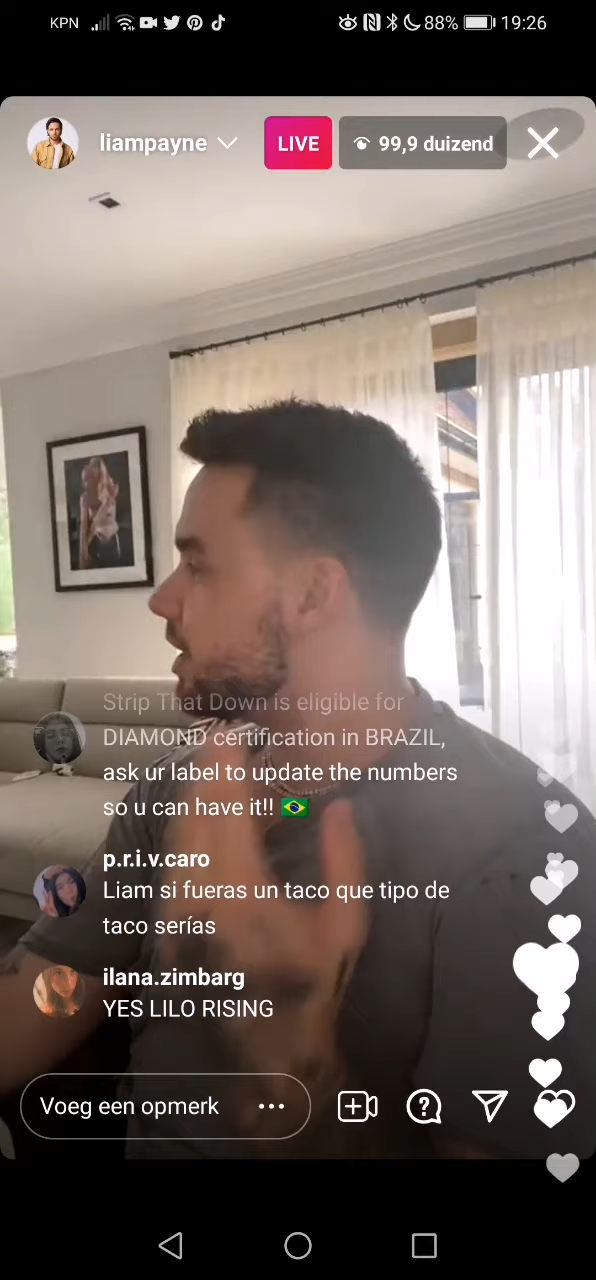 KPN 88% 19:26
liampayne LIVE 99,9 duizend
Strip That Down is eligible for
DIAMOND certification in BRAZIL,
ask ur label to update the numbers
so u can have it!! 🇧🇷
p.r.i.v.caro
Liam si fueras un taco que tipo de
taco serías
ilana.zimbarg
YES LILO RISING
Voeg een opmerk